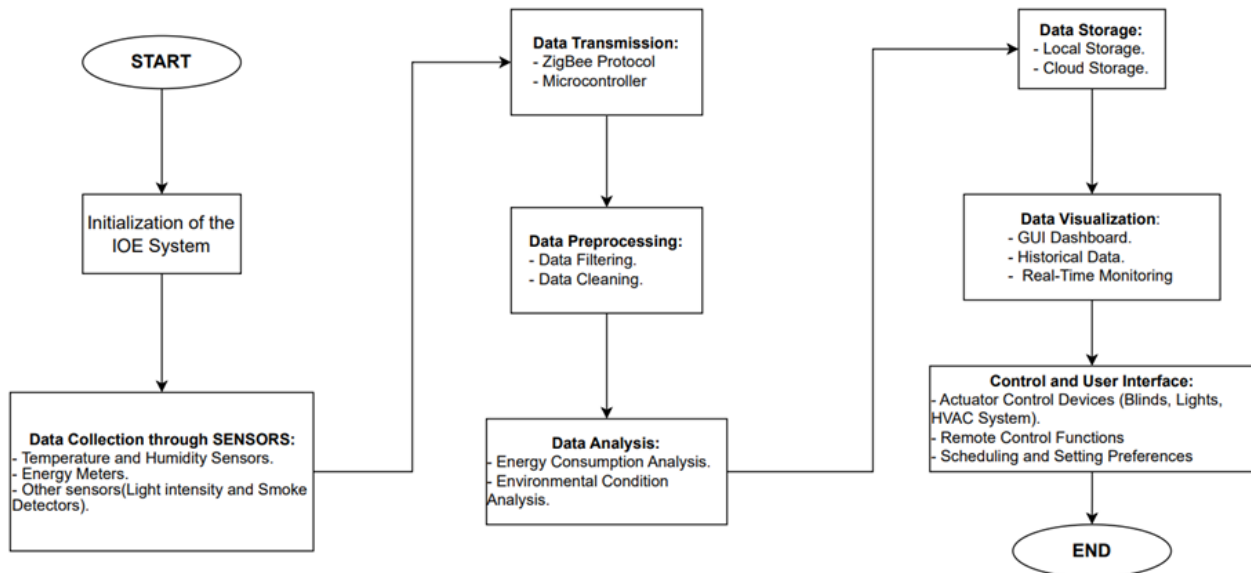 START
Initialization of the
IOE System
Data Collection through SENSORS:
- Temperature and Humidity Sensors.
- Energy Meters.
- Other sensors(Light intensity and Smoke
Detectors).
Data Transmission:
- ZigBee Protocol
- Microcontroller
Data Preprocessing:
- Data Filtering.
- Data Cleaning.
Data Analysis:
- Energy Consumption Analysis.
- Environmental Condition
Analysis.
Data Storage:
- Local Storage.
- Cloud Storage.
Data Visualization:
- GUI Dashboard.
- Historical Data.
- Real-Time Monitoring
Control and User Interface:
- Actuator Control Devices (Blinds, Lights,
HVAC System).
- Remote Control Functions
- Scheduling and Setting Preferences
END